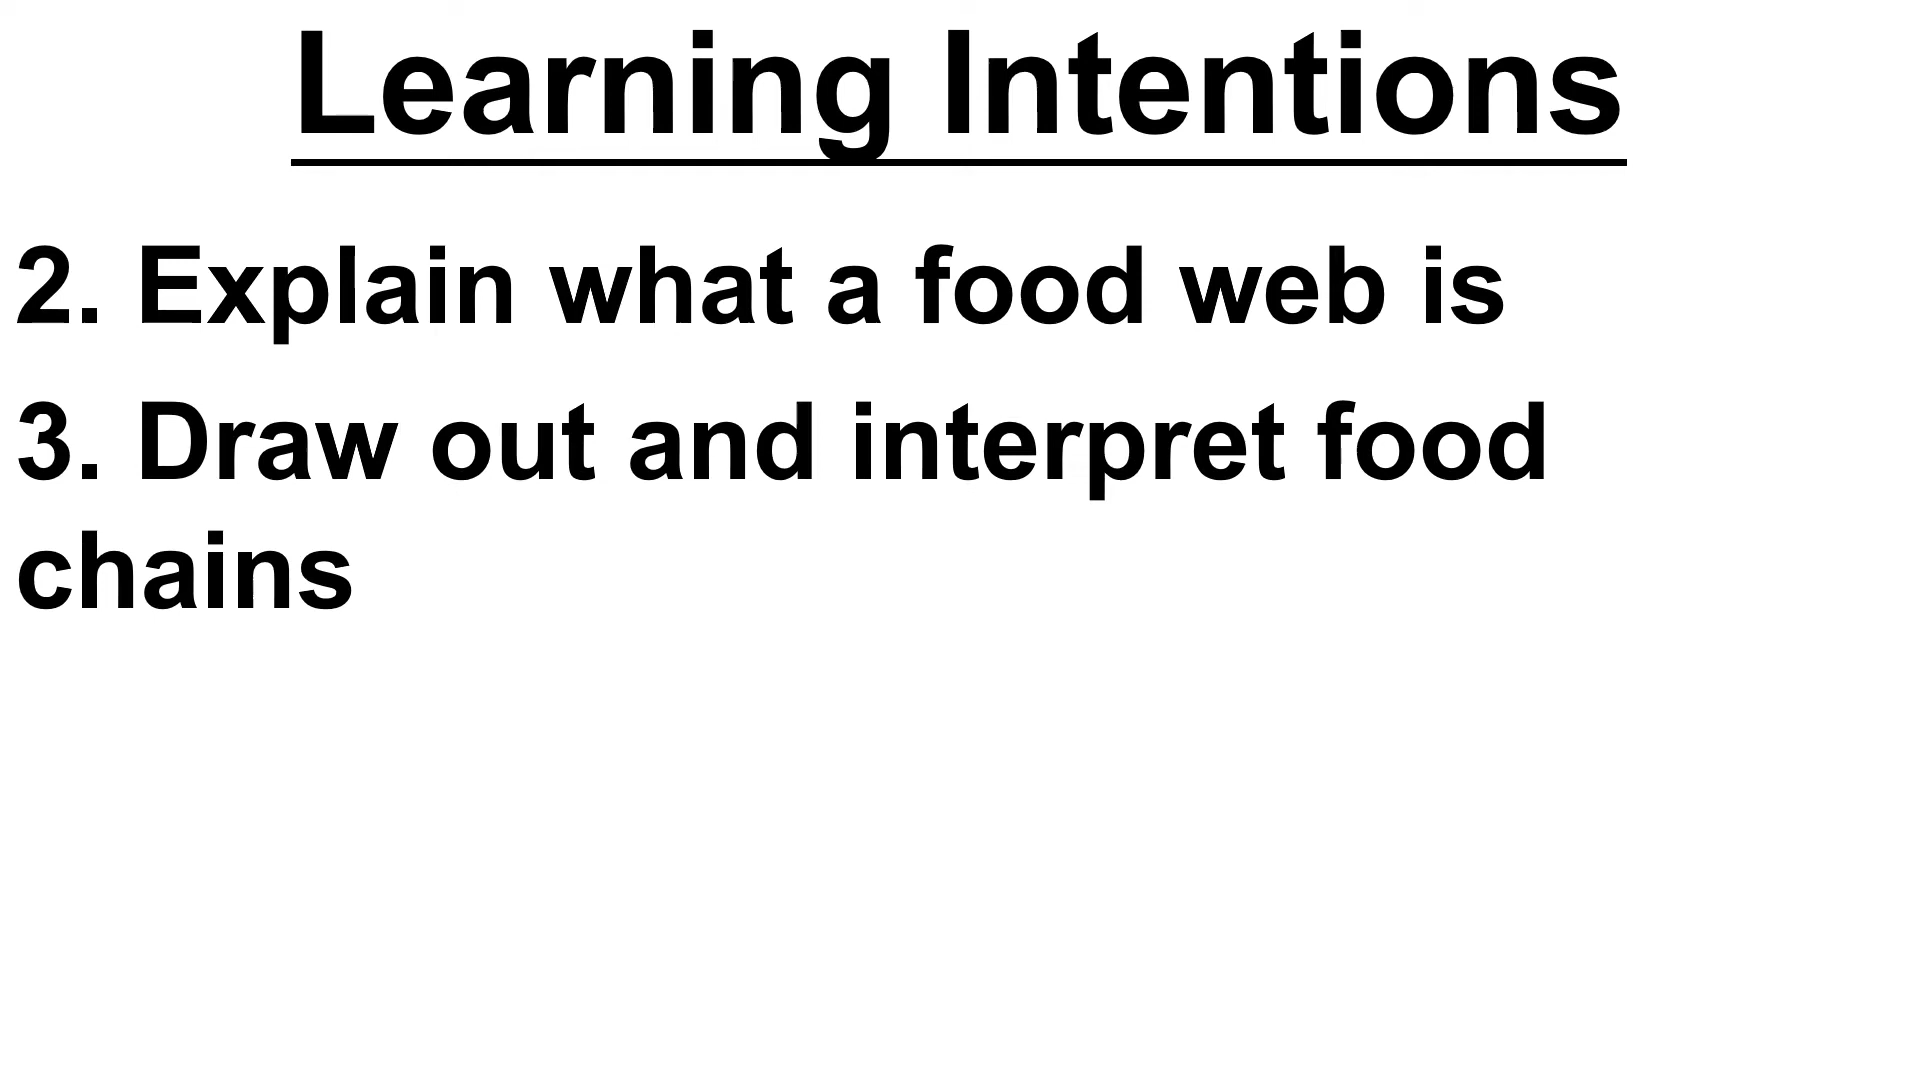 Learning Intentions
2. Explain what a food web is
3. Draw out and interpret food
chains